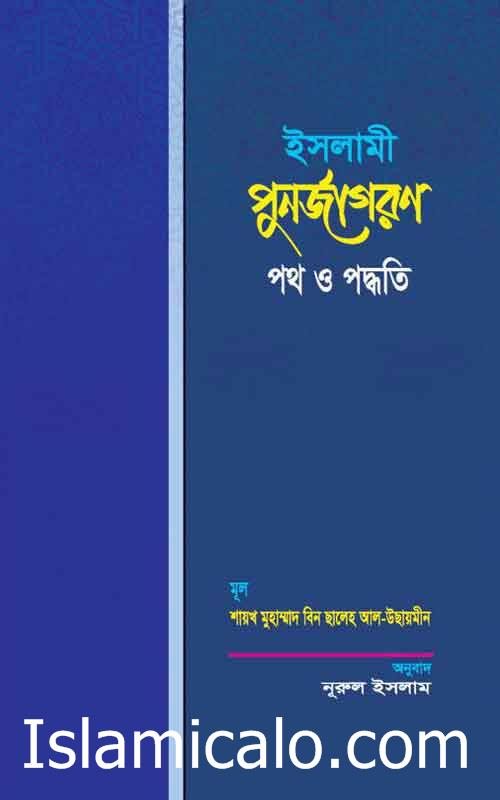 ইসলামী
পুনর্জাগরণ
পথ ও পদ্ধতি
মূল
শায়খ মুহাম্মাদ বিন ছালেহ আল-উছায়মীন
অনুবাদ
নূরুল ইসলাম
Islamicalo.com